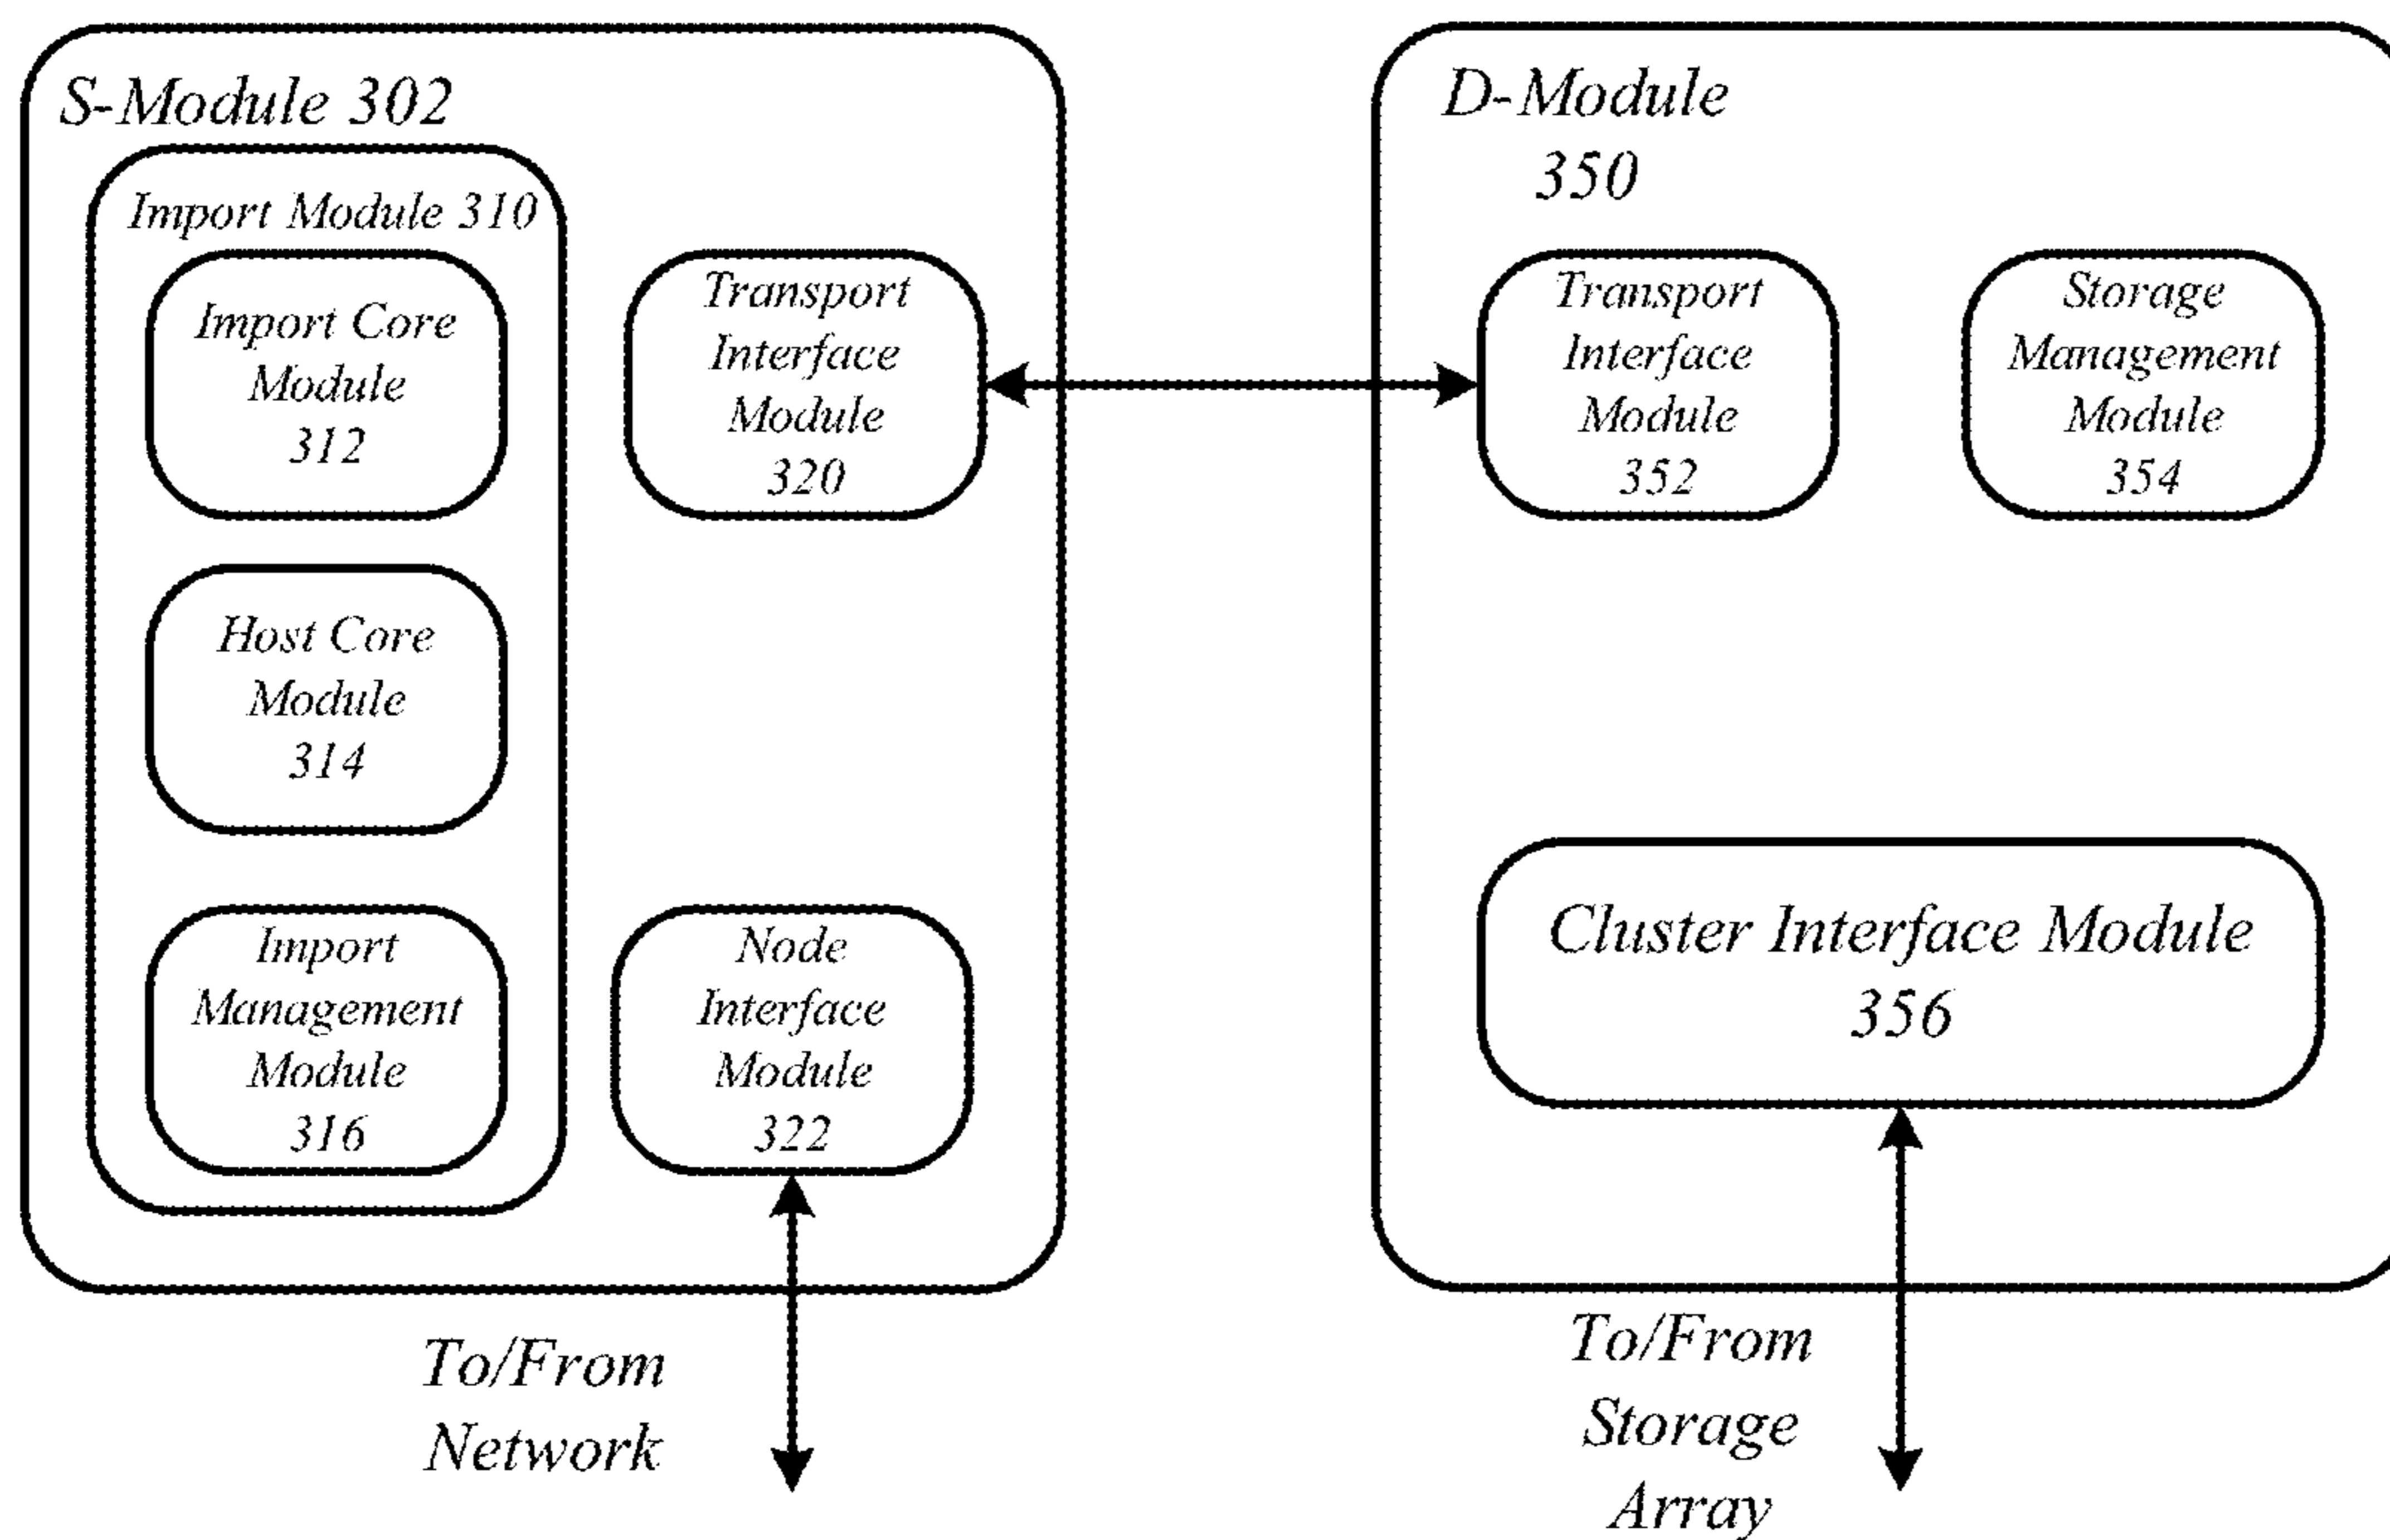 S-Module 302
Import Module 310
Import Core
Module
312
Host Core
Module
314
Import
Management
Module
316
Transport
Interface
Module
320
Node
Interface
Module
322
To/From
Network
D-Module
350
Transport
Interface
Module
352
Storage
Management
Module
354
Cluster Interface Module
356
To/From
Storage
Array